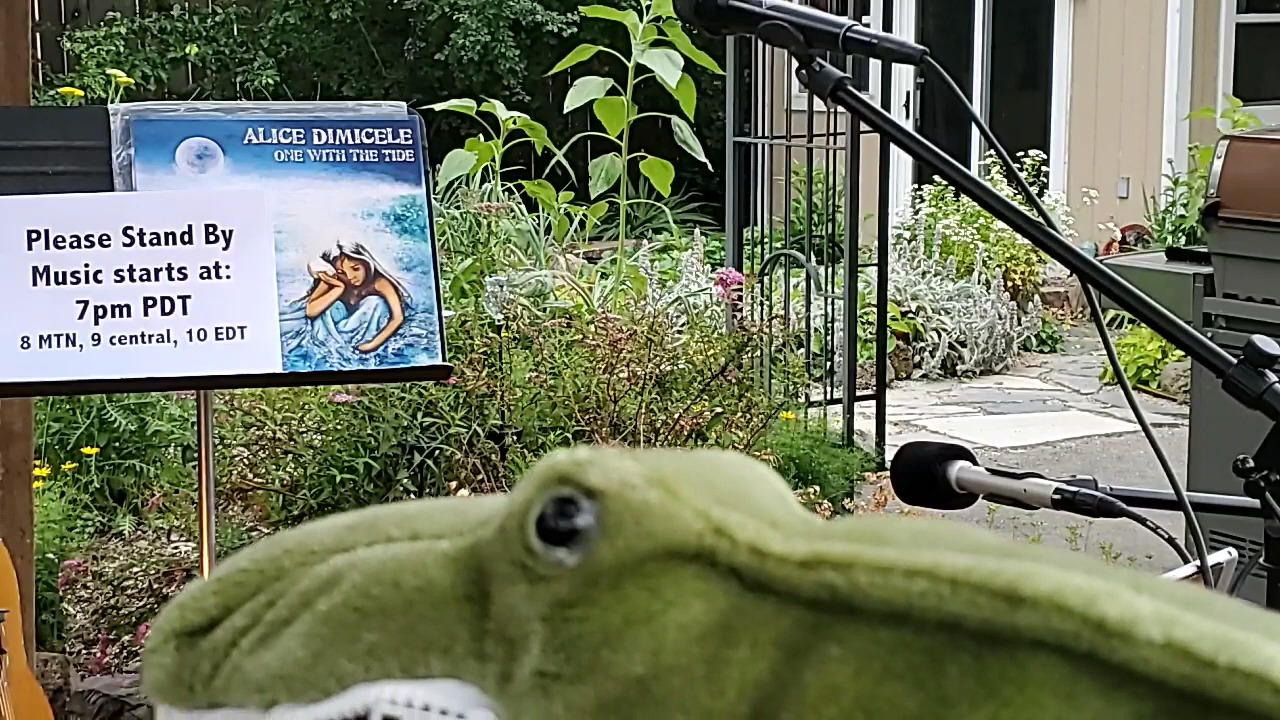 ALICE DIMICELE
ONE WITH THE TIDE
Please Stand By
Music starts at:
7pm PDT
8 MTN, 9 central, 10 EDT